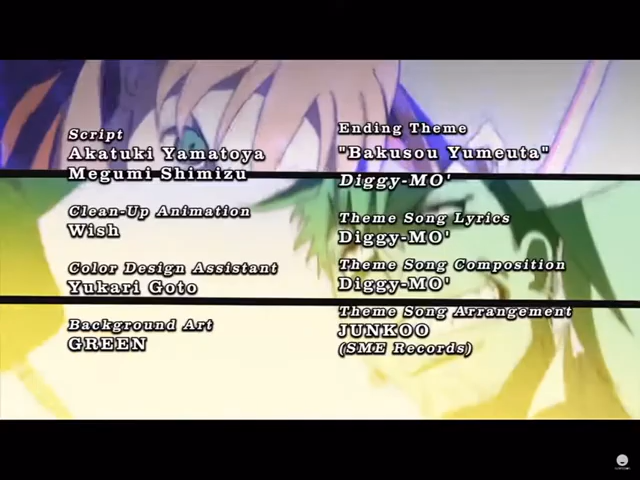 Script
Akatuki Yamatoya
Megumi Shimizu
Clean-Up Animation
Wish
Color Design Assistant
Yukari Goto
Background Art
GREEN
Ending Theme
"Bakusou Yumeuta"
Diggy-MO'
Theme Song Lyrics
Diggy-MO'
Theme Song Composition
Diggy-MO'
Theme Song Arrangement
JUNKOO
(SME Records)